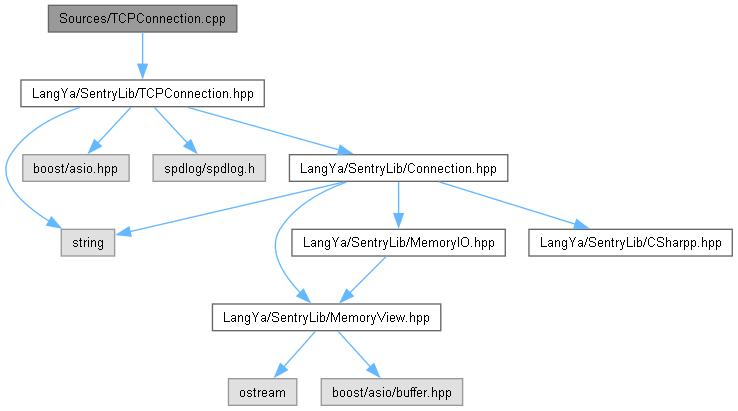 Sources/TCPConnection.cpp
LangYa/SentryLib/TCPConnection.hpp
boost/asio.hpp
spdlog/spdlog.h
LangYa/SentryLib/Connection.hpp
string
LangYa/SentryLib/MemoryIO.hpp
LangYa/SentryLib/CSharpp.hpp
LangYa/SentryLib/MemoryView.hpp
ostream
boost/asio/buffer.hpp